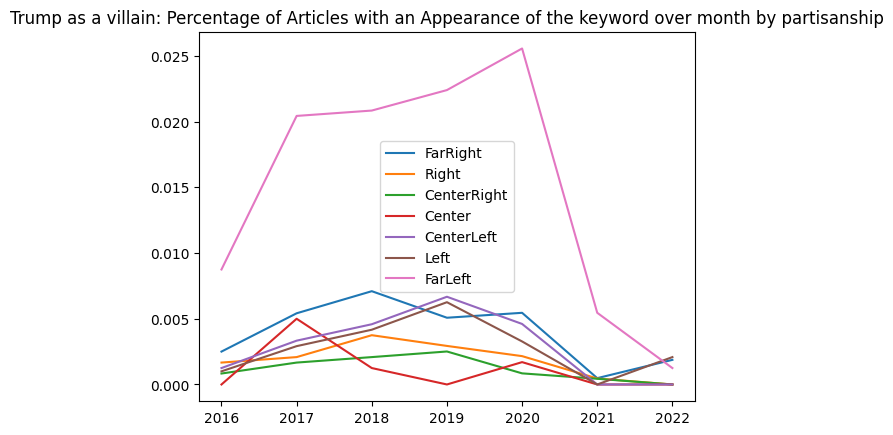 Trump as a villain: Percentage of Articles with an Appearance of the keyword over month by partisanship
0.025
0.020
0.015
0.010
0.005
0.000
FarRight
Right
CenterRight
Center
CenterLeft
Left
FarLeft
2016 2017 2018 2019 2020 2021 2022